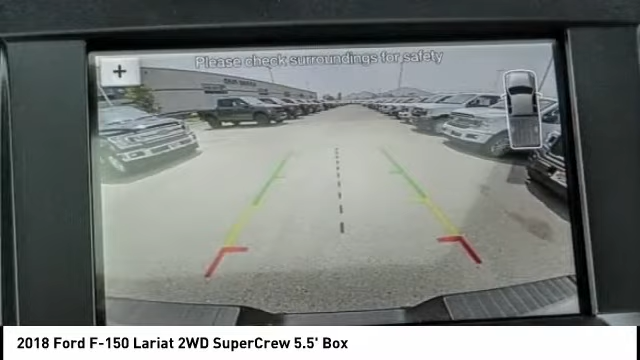 Please check surroundings for safety
+
2018 Ford F-150 Lariat 2WD SuperCrew 5.5' Box